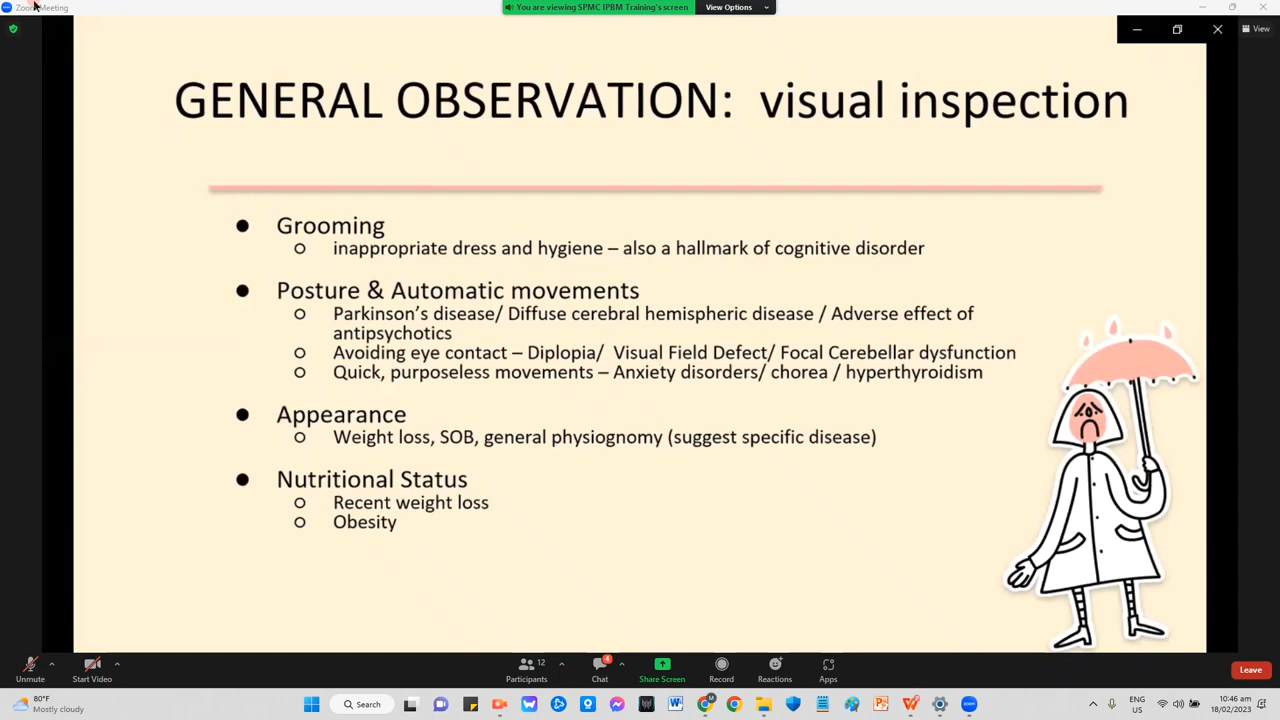 Zoom Meeting
You are viewing SPMC IPBM Training's screen
View Options
View
GENERAL OBSERVATION: visual inspection
● Grooming
○ inappropriate dress and hygiene – also a hallmark of cognitive disorder
● Posture & Automatic movements
○ Parkinson's disease/ Diffuse cerebral hemispheric disease / Adverse effect of
antipsychotics
○ Avoiding eye contact – Diplopia/ Visual Field Defect/ Focal Cerebellar dysfunction
○ Quick, purposeless movements – Anxiety disorders/ chorea / hyperthyroidism
● Appearance
○ Weight loss, SOB, general physiognomy (suggest specific disease)
● Nutritional Status
○ Recent weight loss
○ Obesity
Unmute
Start Video
12
Participants
4
Chat
Share Screen
Record
Reactions
Apps
Leave
80°F
Mostly cloudy
Search
ENG
US
10:46 am
18/02/2023